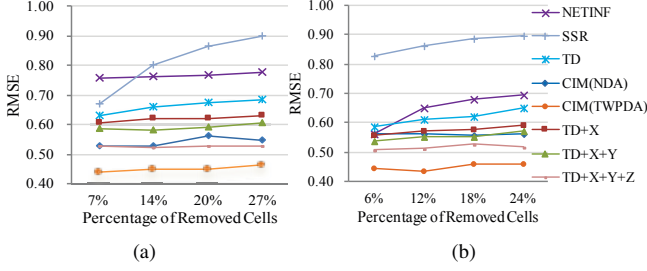 (a)
1.00
0.90
0.80
0.70
0.60
0.50
0.40
RMSE
7% 14% 20% 27%
Percentage of Removed Cells
(a)
(b)
1.00
0.90
0.80
0.70
0.60
0.50
0.40
RMSE
6% 12% 18% 24%
Percentage of Removed Cells
(b)
NETINF
SSR
TD
CIM(NDA)
CIM(TWPDA)
TD+X
TD+X+Y
TD+X+Y+Z